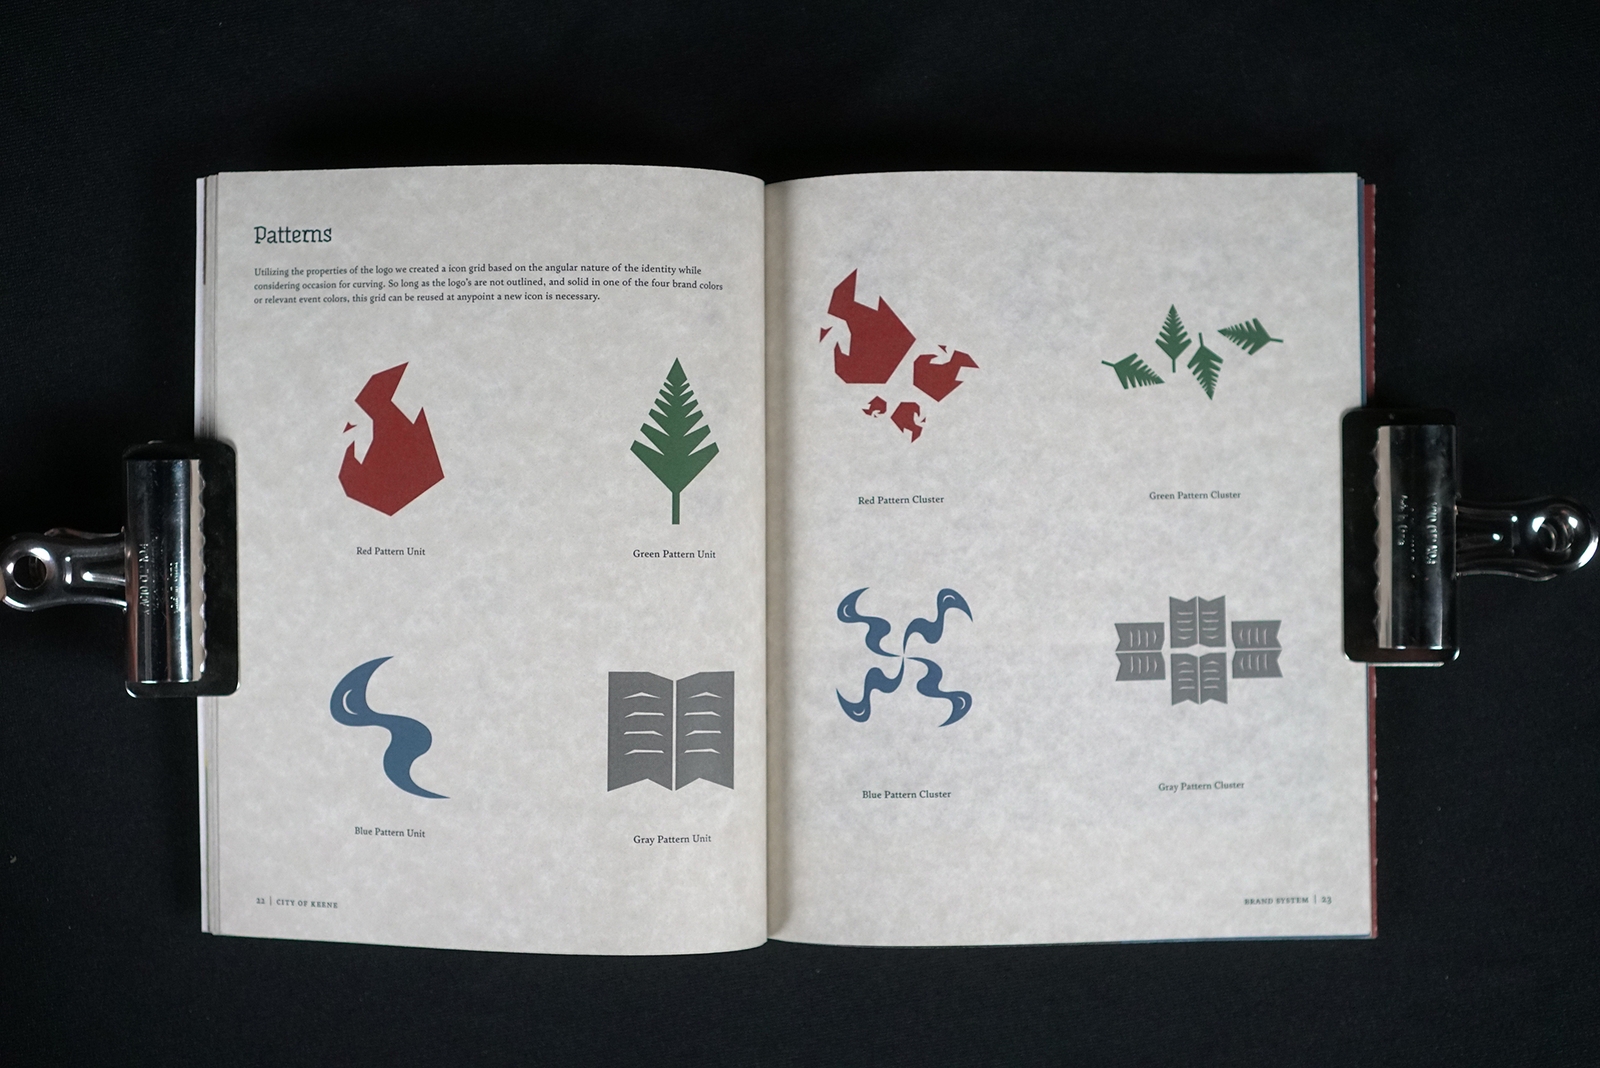 Patterns
Utilizing the properties of the logo we created a icon grid based on the angular nature of the identity while
considering occasion for curving. So long as the logo's are not outlined, and solid in one of the four brand colors
or relevant event colors, this grid can be reused at anypoint a new icon is necessary.
Red Pattern Unit
Green Pattern Unit
Blue Pattern Unit
Gray Pattern Unit
22 | CITY OF KEENE
Red Pattern Cluster
Green Pattern Cluster
Blue Pattern Cluster
Gray Pattern Cluster
BRAND SYSTEM | 23